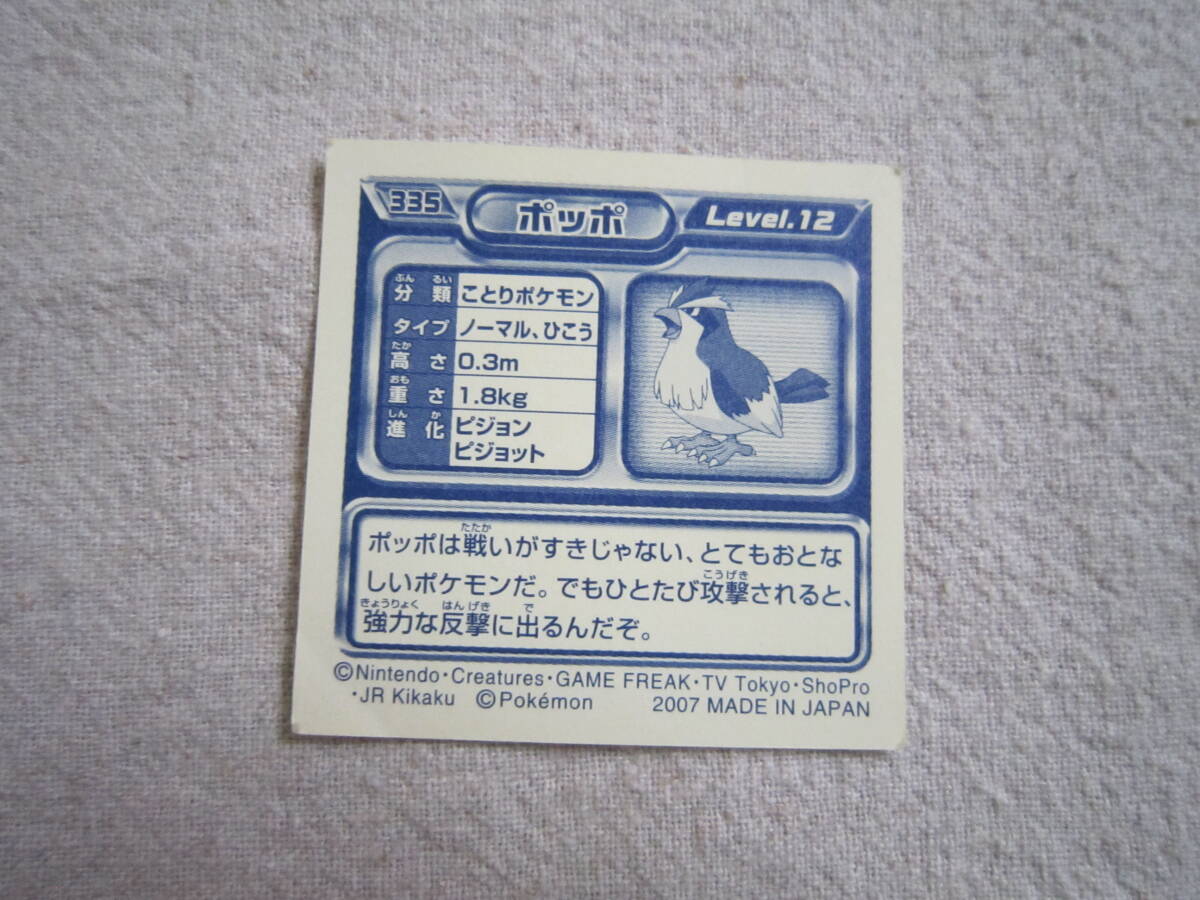 335 ポッポ Level.12
分類 ことりポケモン
ぶん るい
タイプ ノーマル、ひこう
高さ 0.3m
たか
重さ 1.8kg
おも
進化 ピジョン
しん か
ピジョット
ポッポは戦いがすきじゃない、とてもおとな
たたか
しいポケモンだ。でもひとたび攻撃されると、
こうげき
強力な反撃に出るんだぞ。
きょうりょく はんげき で
©Nintendo・Creatures・GAME FREAK・TV Tokyo・ShoPro
・JR Kikaku ©Pokémon 2007 MADE IN JAPAN